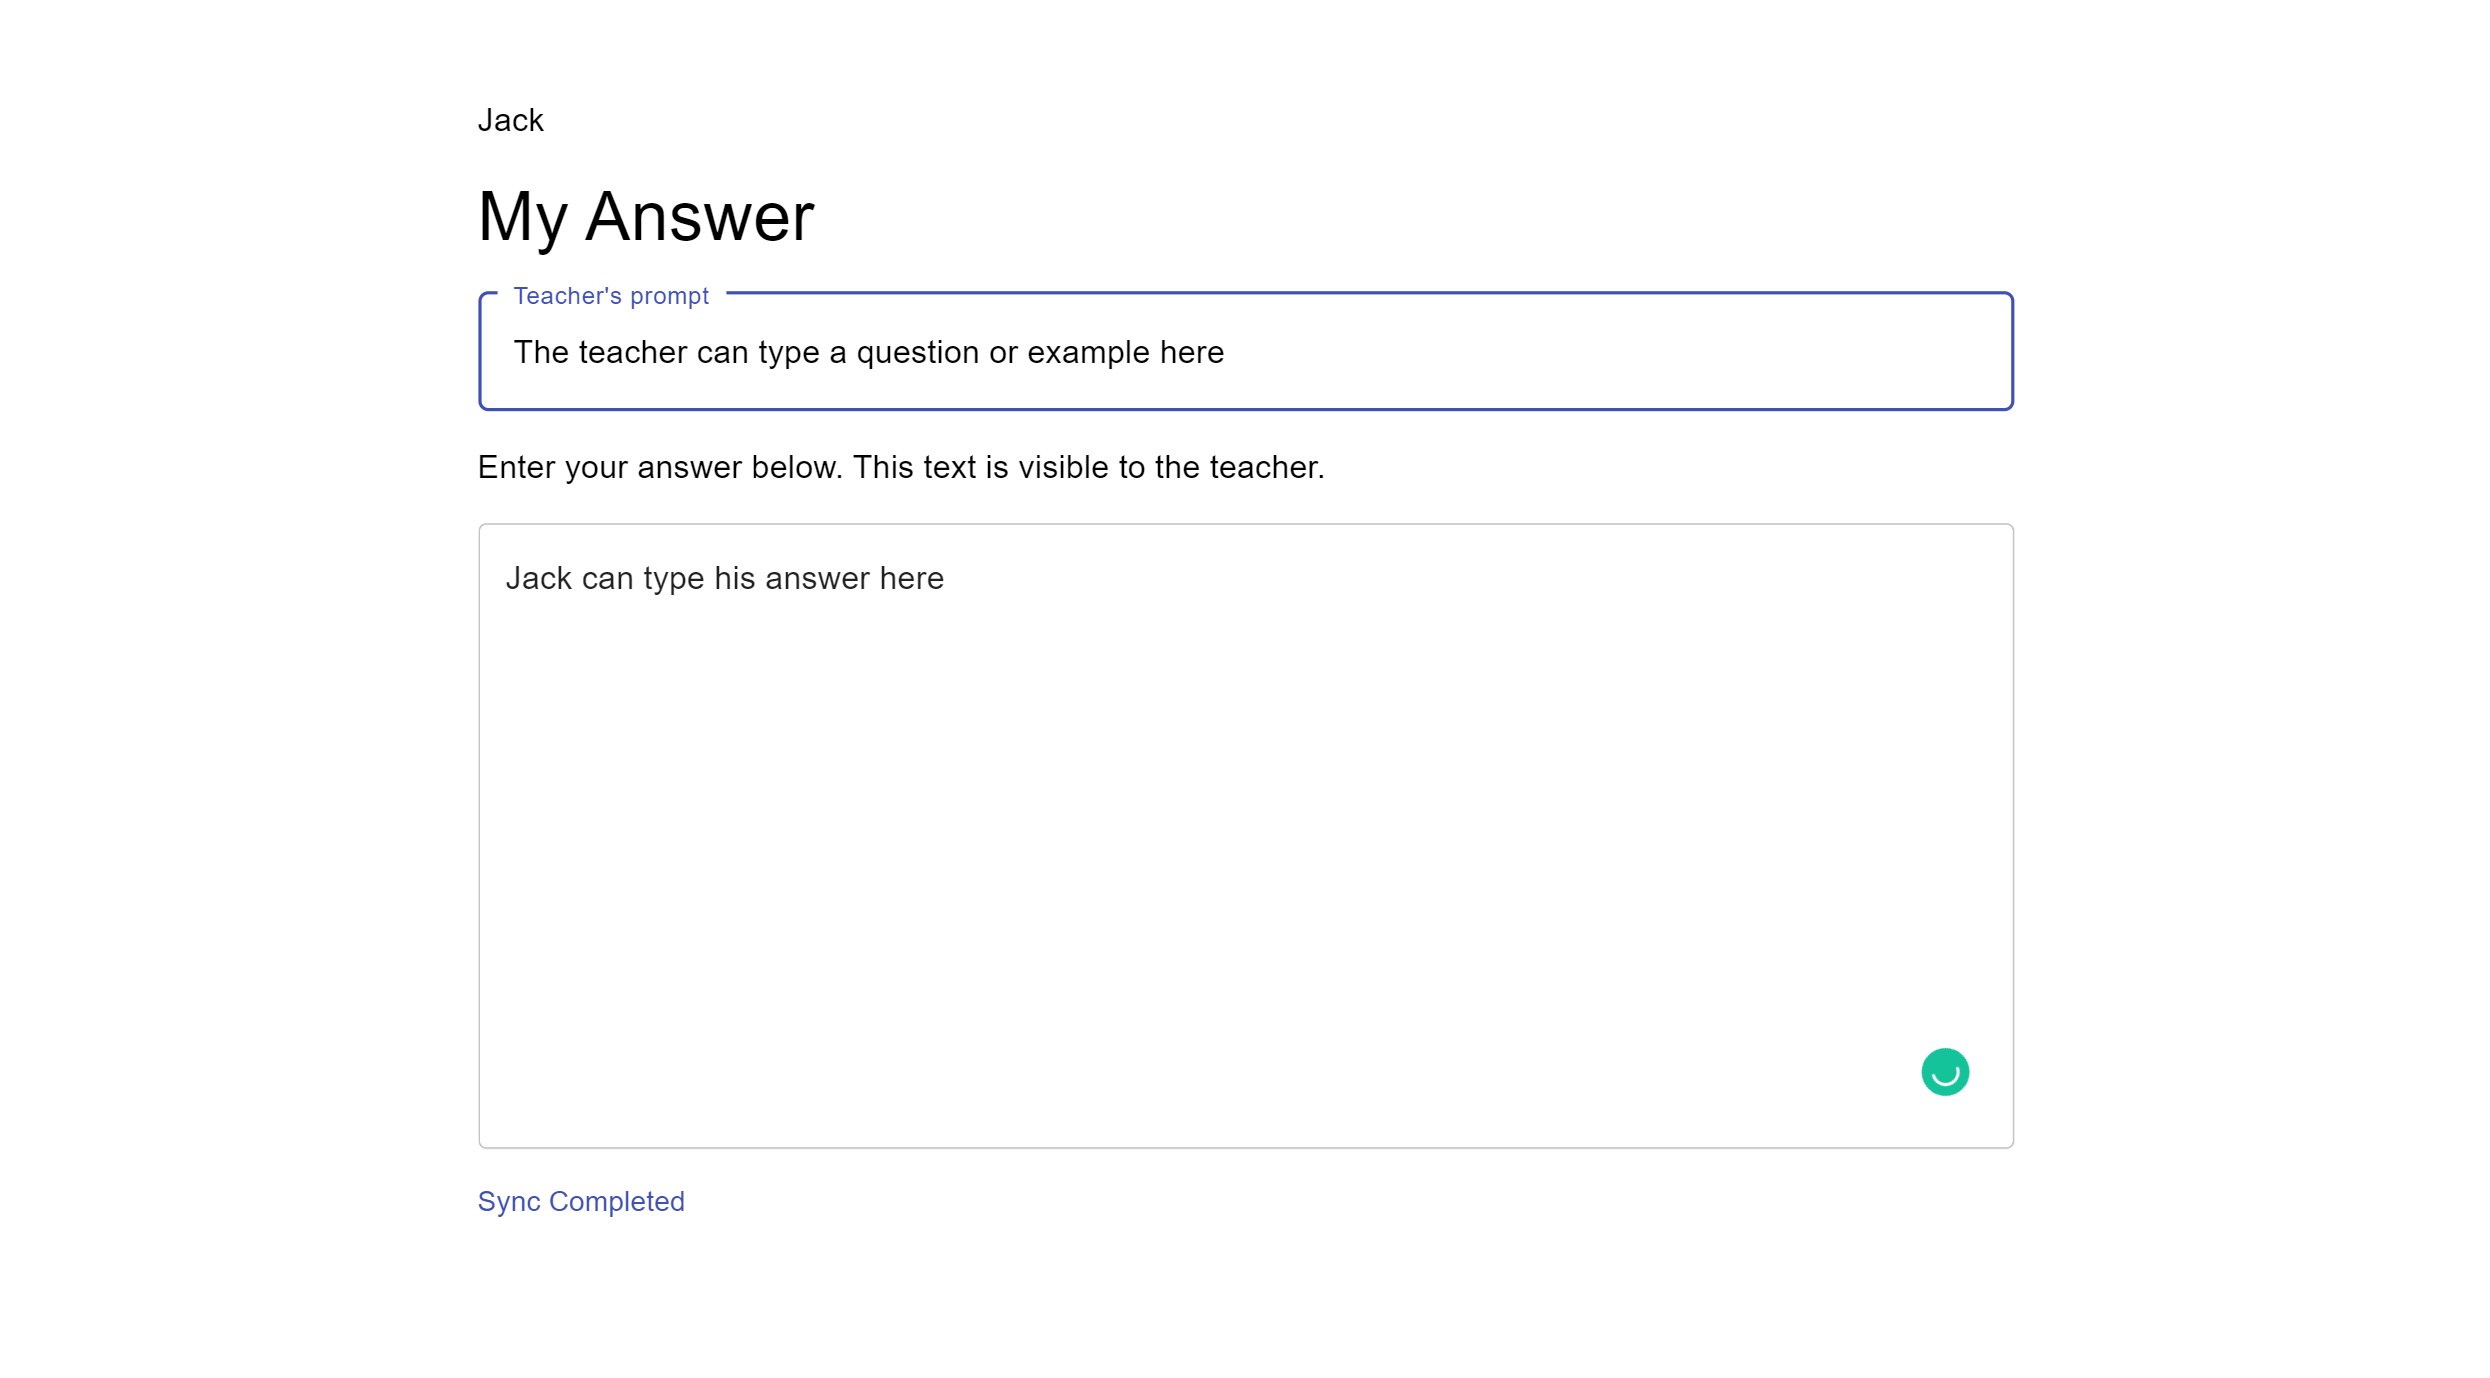 Jack
My Answer
Teacher's prompt
The teacher can type a question or example here
Enter your answer below. This text is visible to the teacher.
Jack can type his answer here
Sync Completed